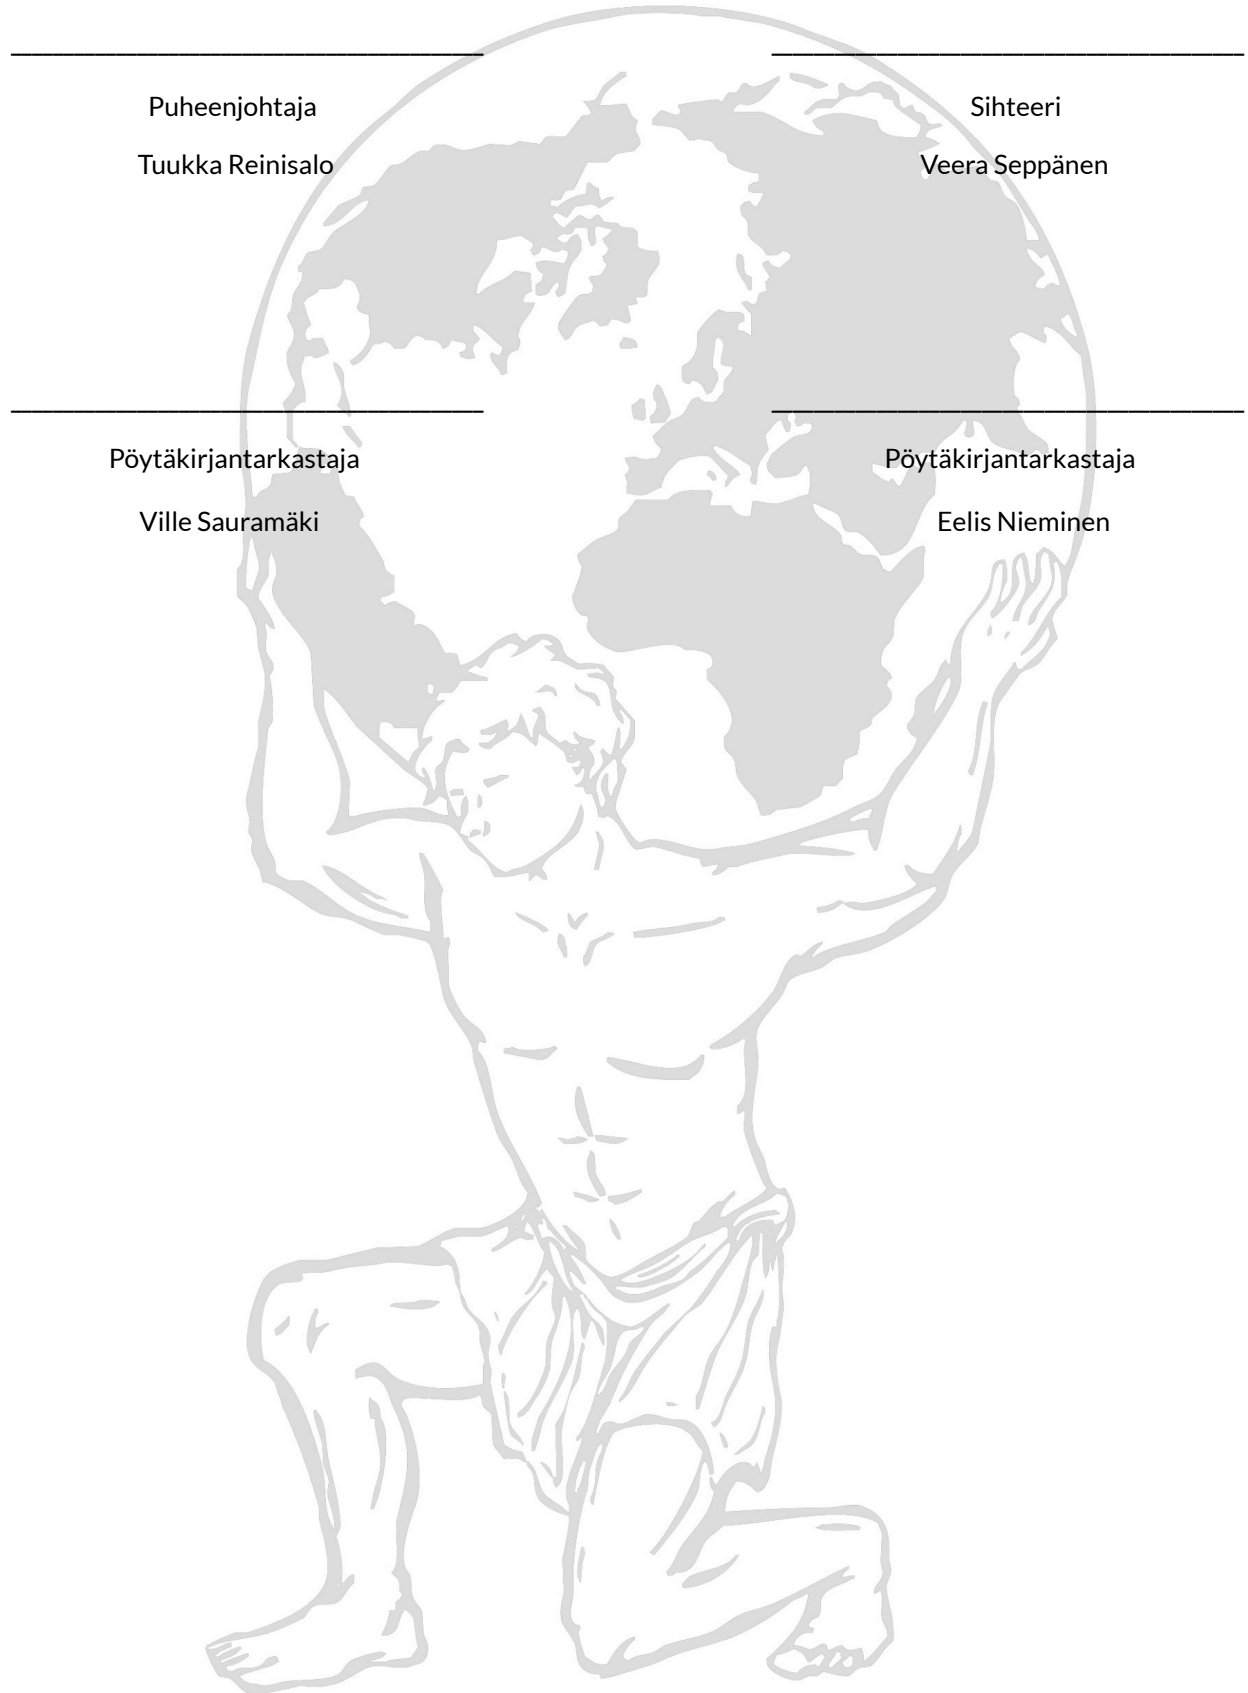 Puheenjohtaja
Tuukka Reinisalo
Sihteeri
Veera Seppänen
Pöytäkirjantarkastaja
Ville Sauramäki
Pöytäkirjantarkastaja
Eelis Nieminen